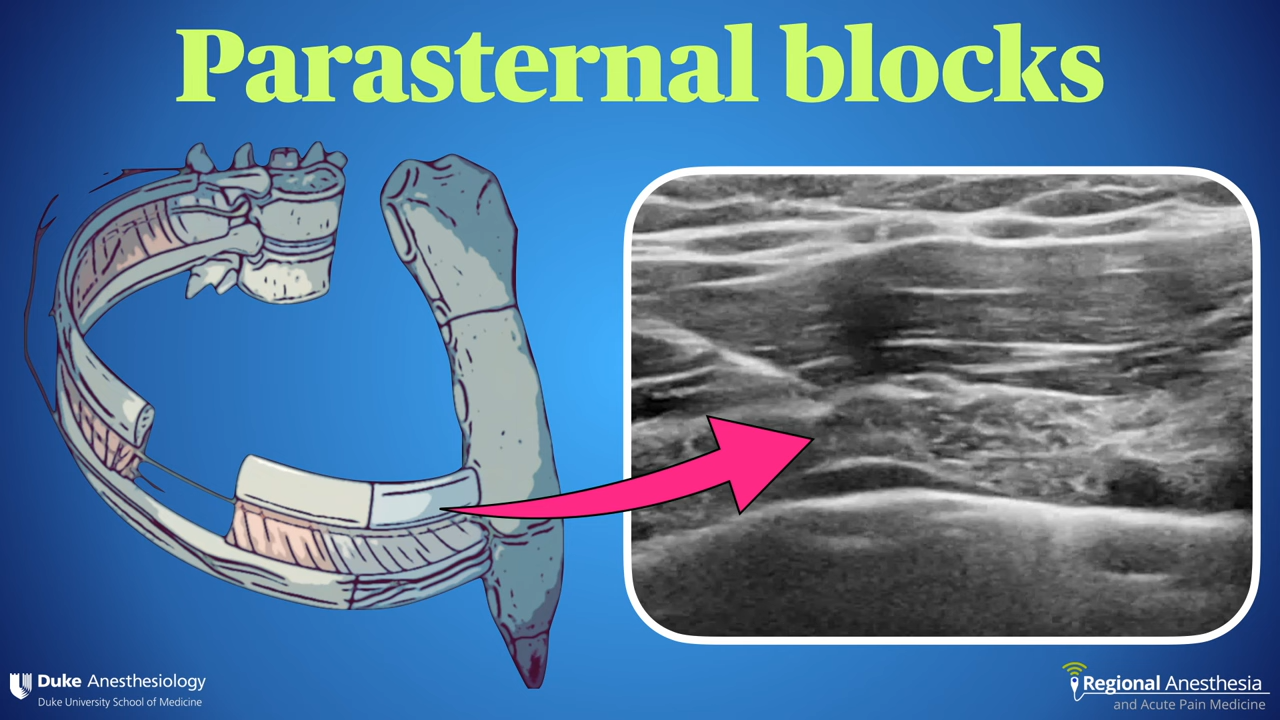 Parasternal blocks
Duke Anesthesiology
Duke University School of Medicine
Regional Anesthesia
and Acute Pain Medicine